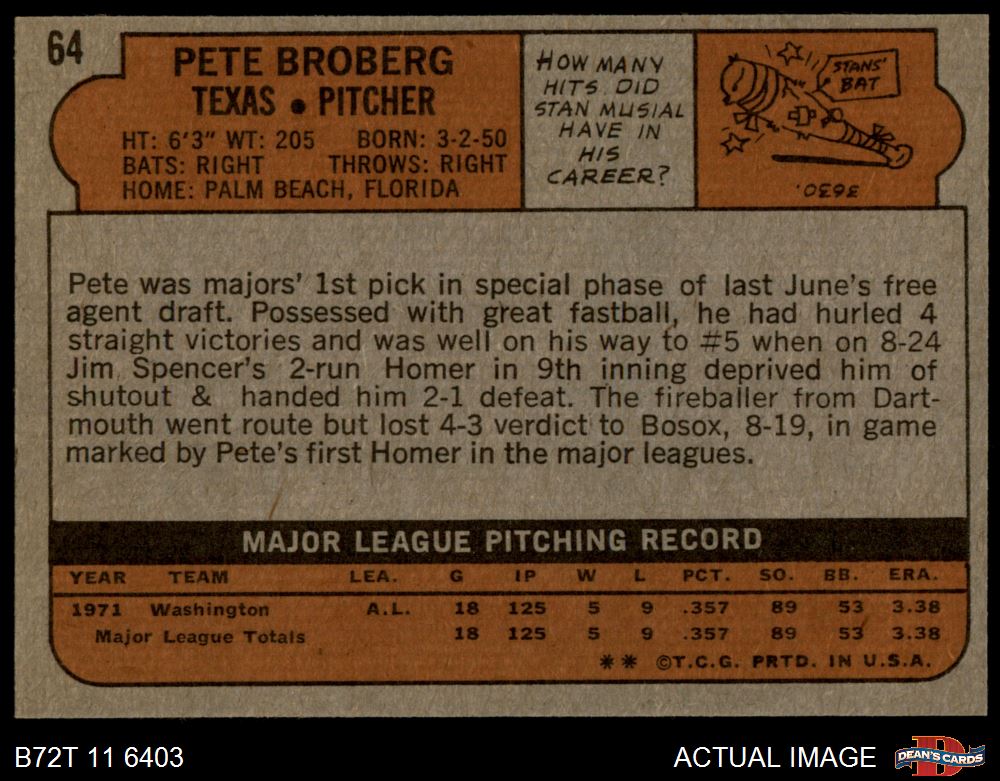 64
PETE BROBERG
TEXAS • PITCHER
HT: 6'3" WT: 205 BORN: 3-2-50
BATS: RIGHT THROWS: RIGHT
HOME: PALM BEACH, FLORIDA
HOW MANY
HITS DID
STAN MUSIAL
HAVE IN
HIS
CAREER?
STANS'
BAT
'3630'
Pete was majors' 1st pick in special phase of last June's free
agent draft. Possessed with great fastball, he had hurled 4
straight victories and was well on his way to #5 when on 8-24
Jim Spencer's 2-run Homer in 9th inning deprived him of
shutout & handed him 2-1 defeat. The fireballer from Dart-
mouth went route but lost 4-3 verdict to Bosox, 8-19, in game
marked by Pete's first Homer in the major leagues.
MAJOR LEAGUE PITCHING RECORD
YEAR TEAM LEA. G IP W L PCT. SO. BB. ERA.
1971 Washington A.L. 18 125 5 9 .357 89 53 3.38
Major League Totals 18 125 5 9 .357 89 53 3.38
** ©T.C.G. PRTD. IN U.S.A.
B72T 11 6403
ACTUAL IMAGE
DEAN'S CARDS